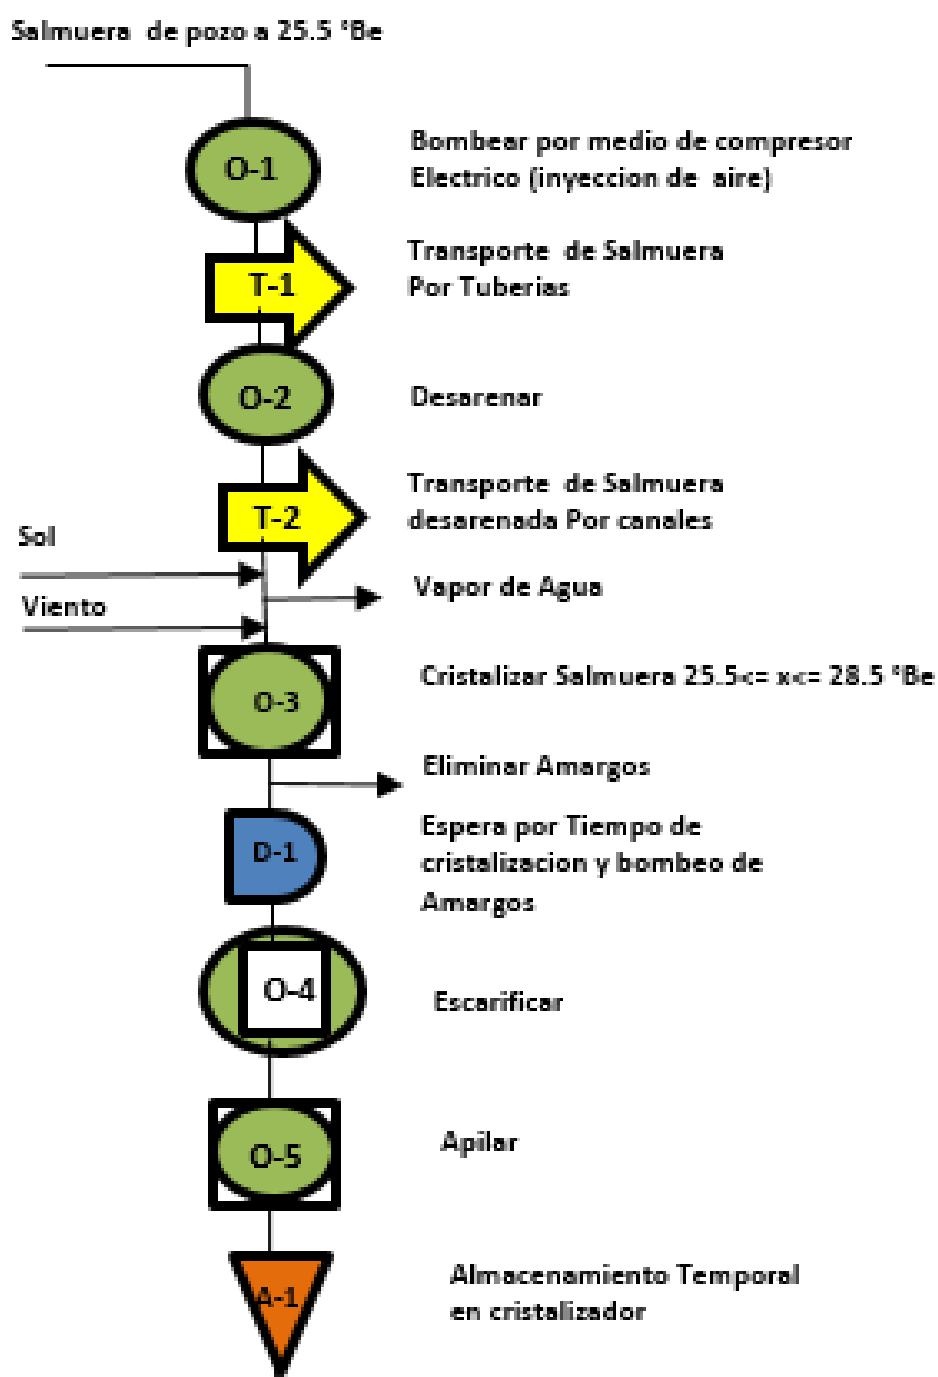 Salmuera de pozo a 25.5 °Be
O-1
Bombear por medio de compresor
Electrico (inyeccion de aire)
T-1
Transporte de Salmuera
Por Tuberias
O-2
Desarenar
T-2
Transporte de Salmuera
desarenada Por canales
Sol
Vapor de Agua
Viento
O-3
Cristalizar Salmuera 25.5<= x<= 28.5 °Be
Eliminar Amargos
D-1
Espera por Tiempo de
cristalizacion y bombeo de
Amargos
O-4
Escarificar
O-5
Apilar
A-1
Almacenamiento Temporal
en cristalizador